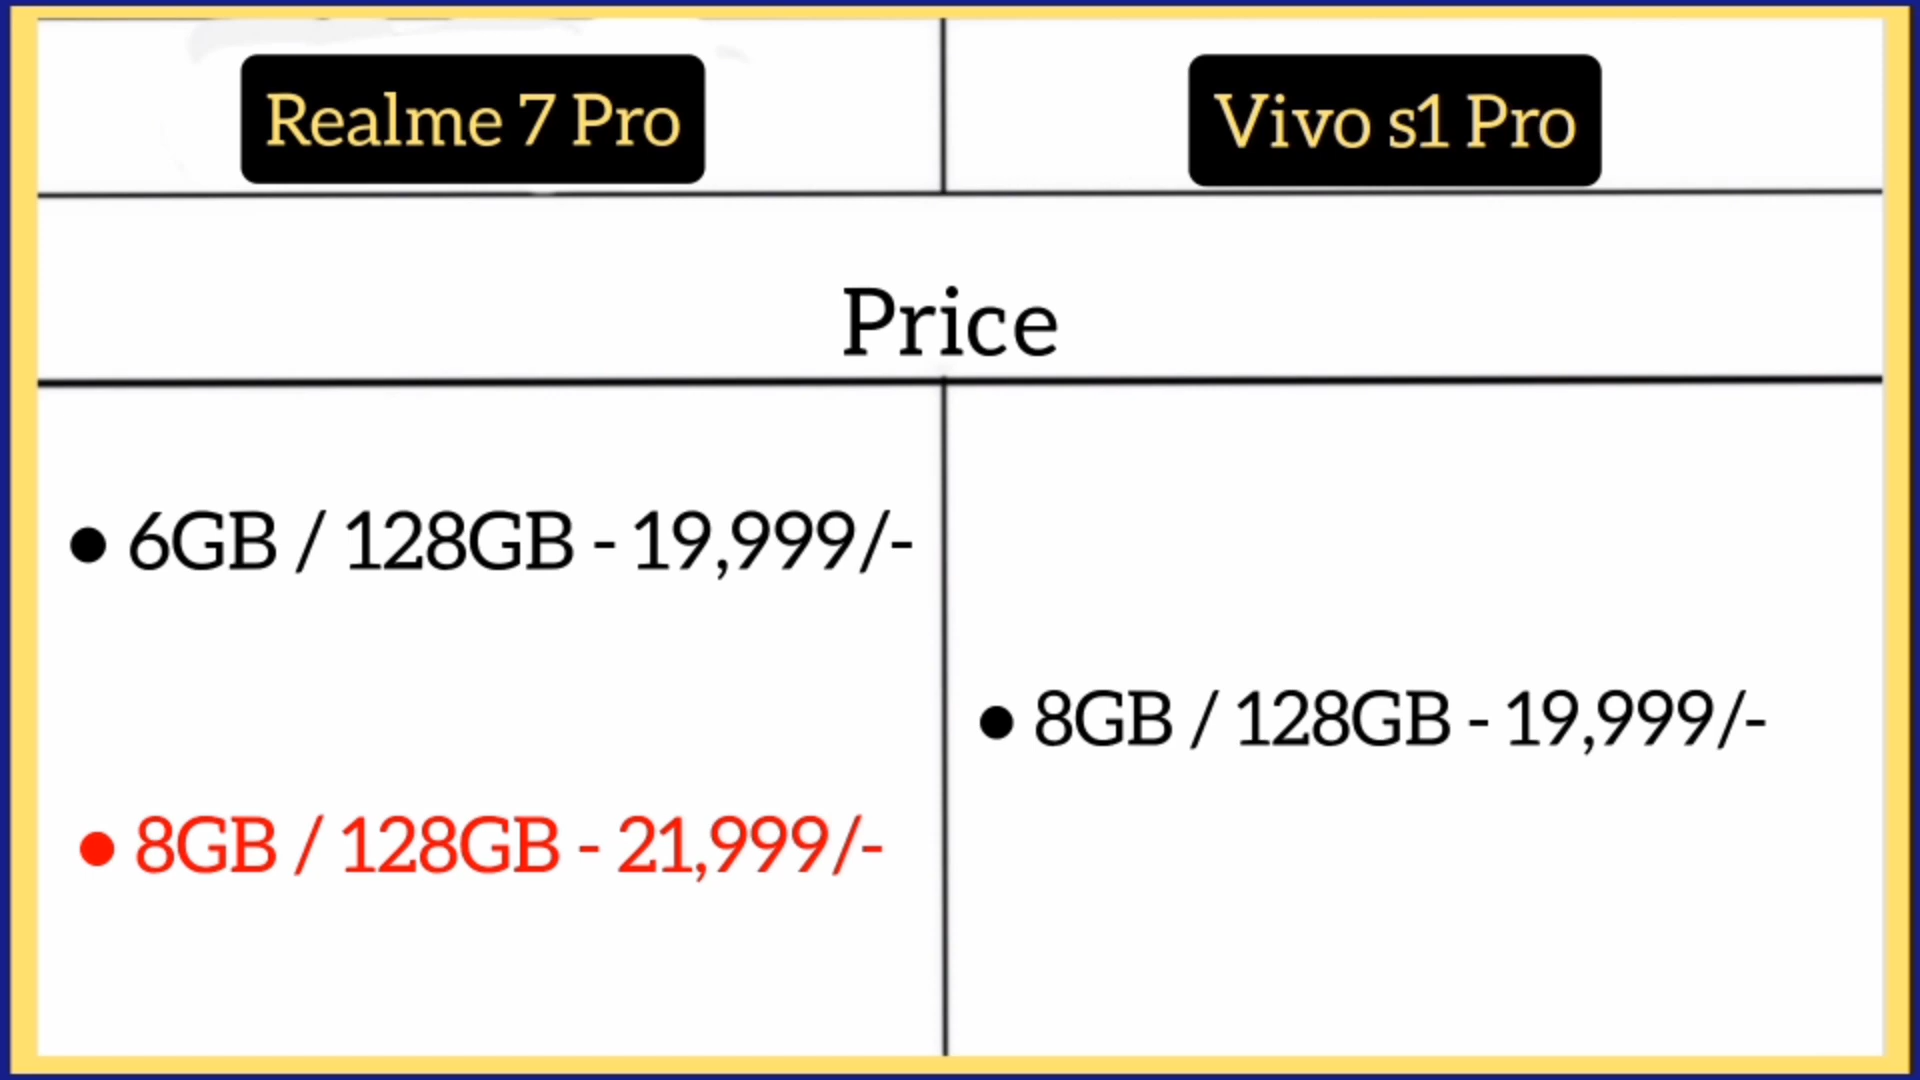 Realme 7 Pro
Vivo s1 Pro
Price
● 6GB / 128GB - 19,999/-
● 8GB / 128GB - 21,999/-
● 8GB / 128GB - 19,999/-